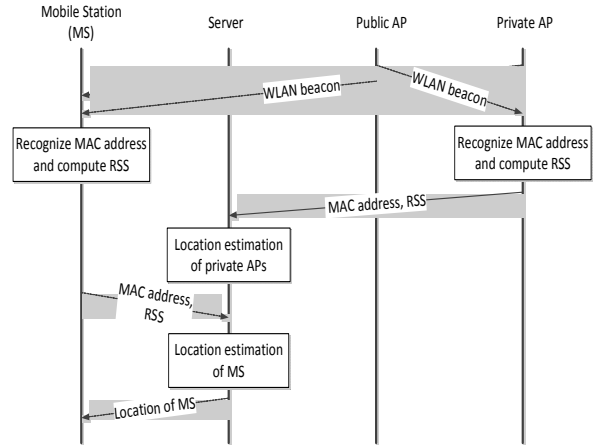 Mobile Station
(MS)
Server
Public AP
Private AP
WLAN beacon
WLAN beacon
Recognize MAC address
and compute RSS
Recognize MAC address
and compute RSS
MAC address, RSS
Location estimation
of private APs
MAC address,
RSS
Location estimation
of MS
Location of MS